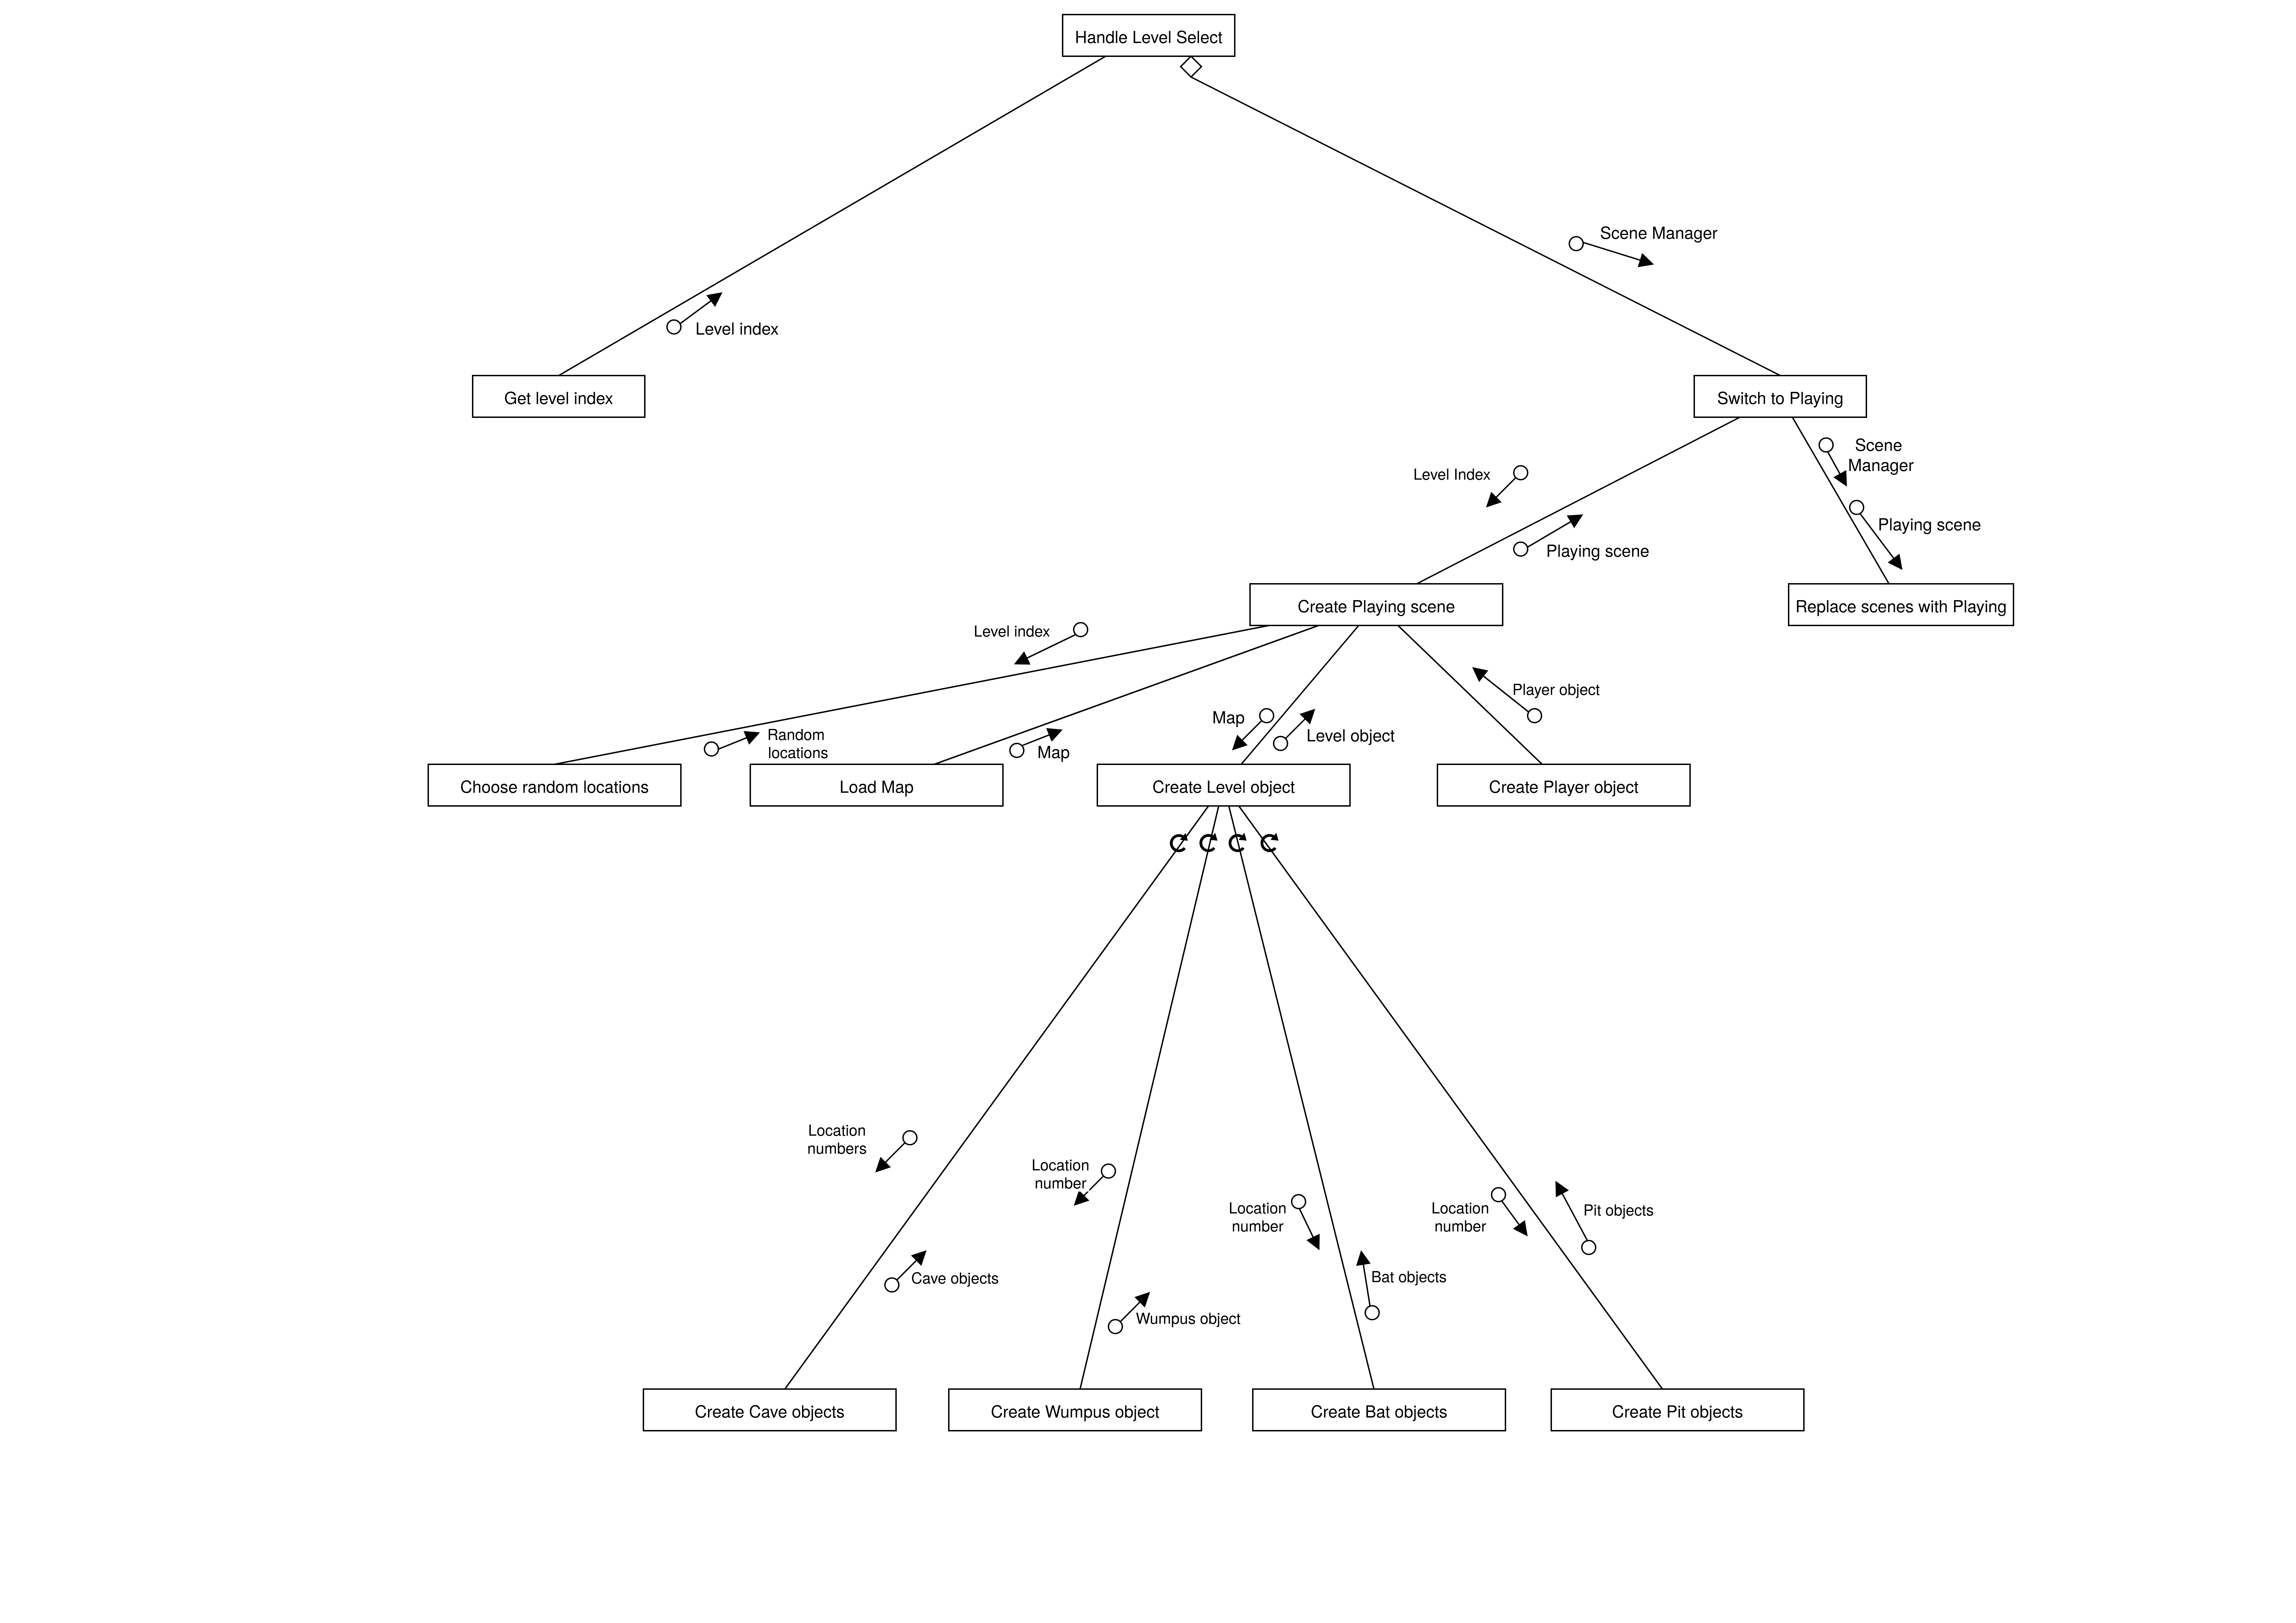 Handle Level Select
Scene Manager
Level index
Get level index
Switch to Playing
Scene
Manager
Level Index
Playing scene
Playing scene
Create Playing scene
Replace scenes with Playing
Level index
Player object
Random
locations
Map
Map
Level object
Choose random locations
Load Map
Create Level object
Create Player object
Location
numbers
Location
number
Location
number
Location
number
Pit objects
Cave objects
Bat objects
Wumpus object
Create Cave objects
Create Wumpus object
Create Bat objects
Create Pit objects